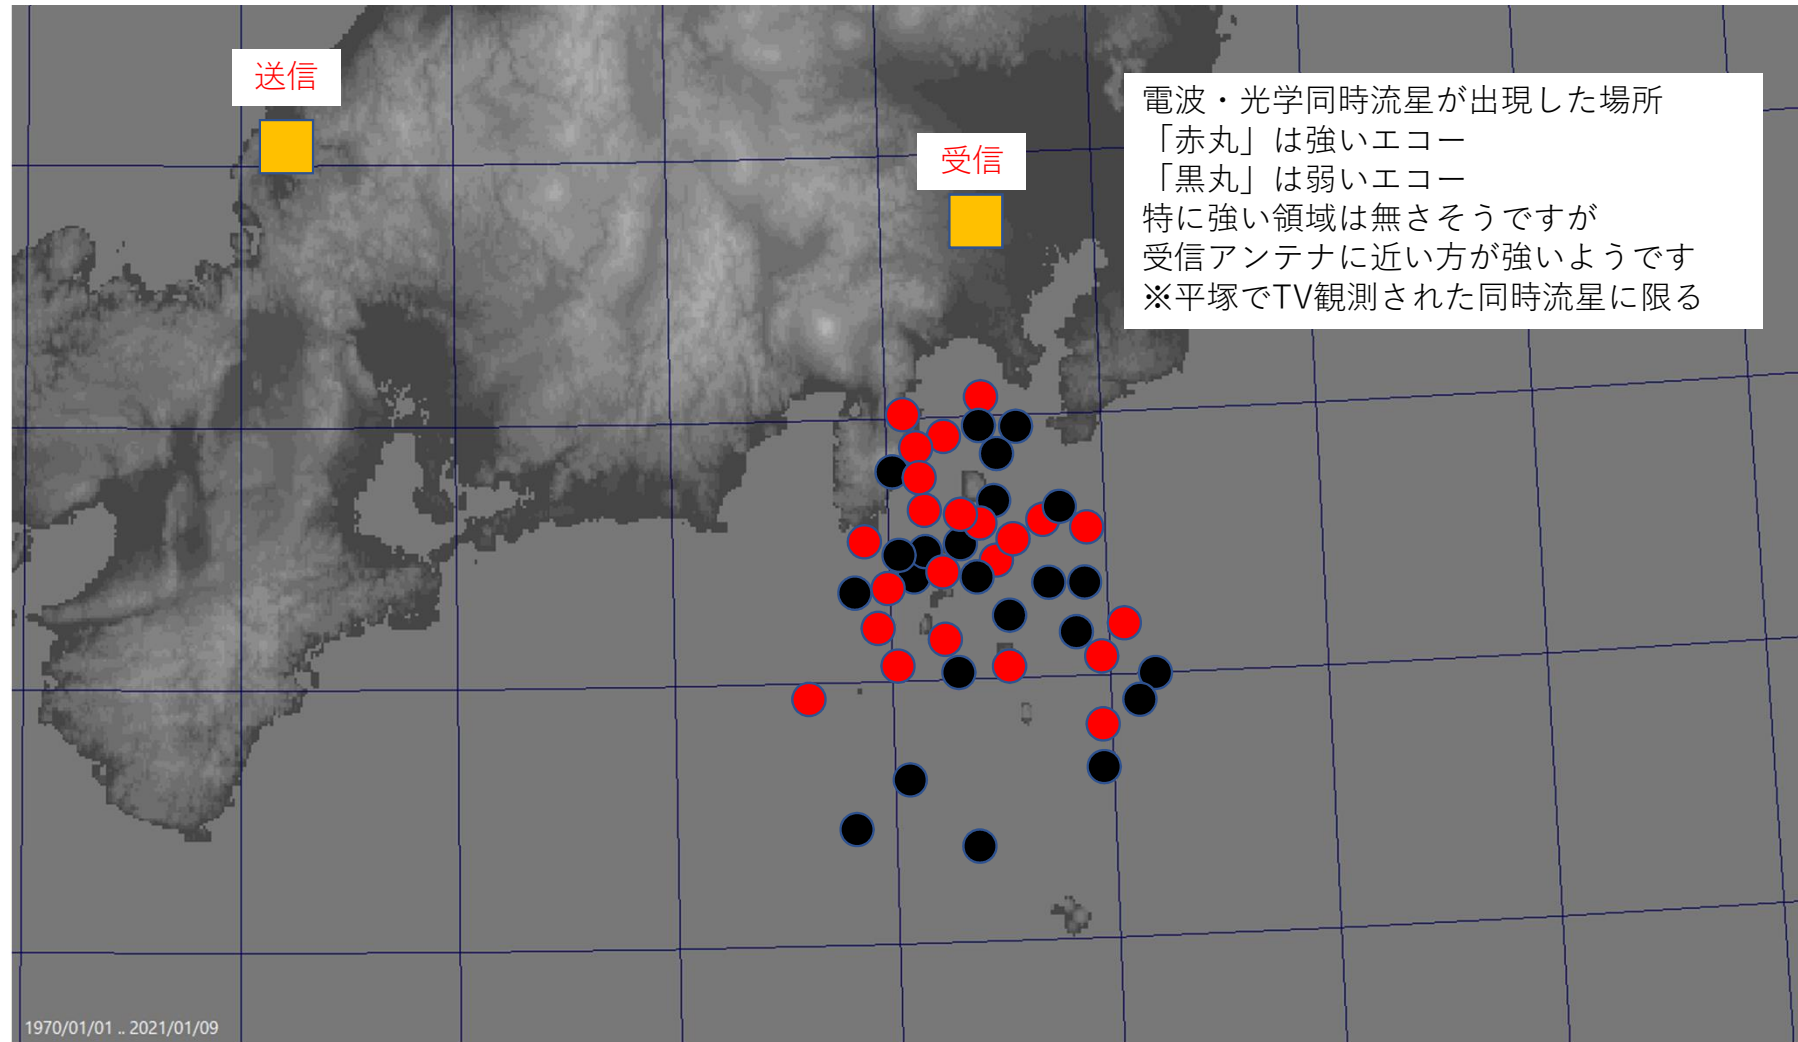 送信
受信
電波・光学同時流星が出現した場所
「赤丸」は強いエコー
「黒丸」は弱いエコー
特に強い領域は無さそうですが
受信アンテナに近い方が強いようです
※平塚でTV観測された同時流星に限る
1970/01/01 .. 2021/01/09